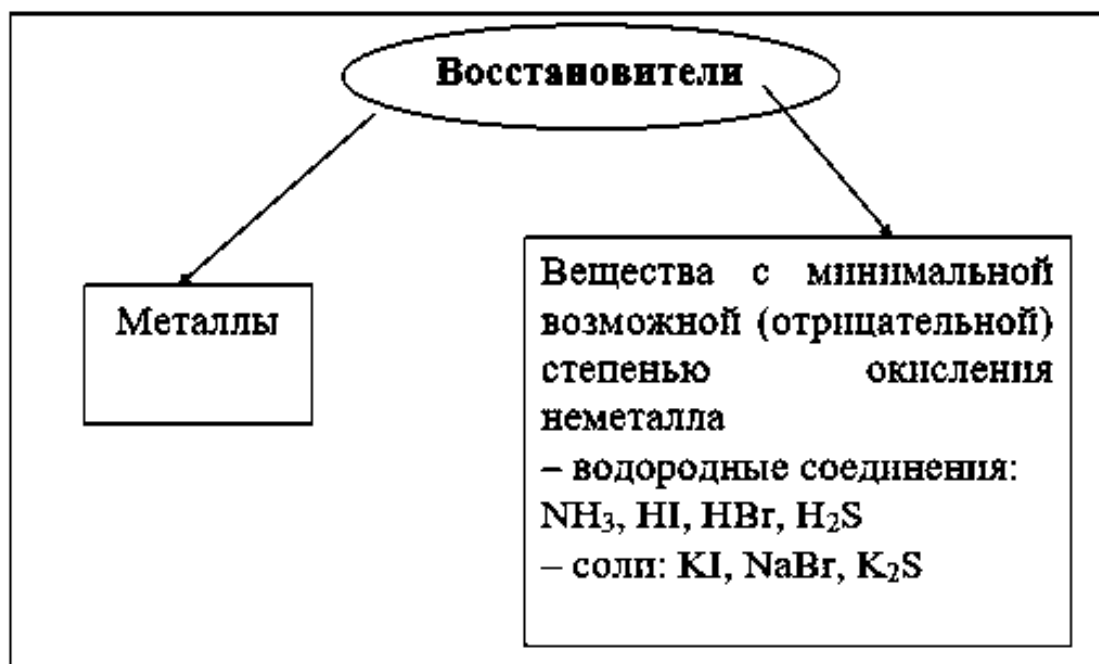 Восстановители
Металлы
Вещества с минимальной
возможной (отрицательной)
степенью окисления
неметалла
– водородные соединения:
NH₃, HI, HBr, H₂S
– соли: KI, NaBr, K₂S